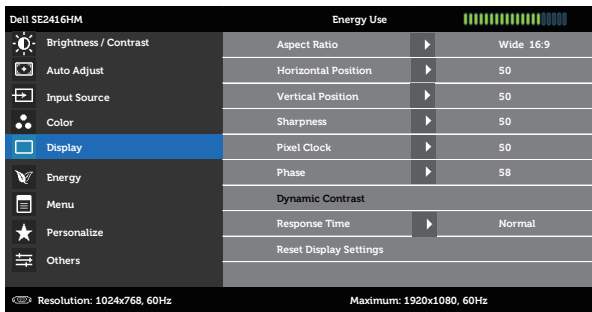 Dell SE2416HM Energy Use
Brightness / Contrast Aspect Ratio Wide 16:9
Auto Adjust Horizontal Position 50
Input Source Vertical Position 50
Color Sharpness 50
Display Pixel Clock 50
Energy Phase 58
Menu Dynamic Contrast
Personalize Response Time Normal
Others Reset Display Settings
Resolution: 1024x768, 60Hz Maximum: 1920x1080, 60Hz